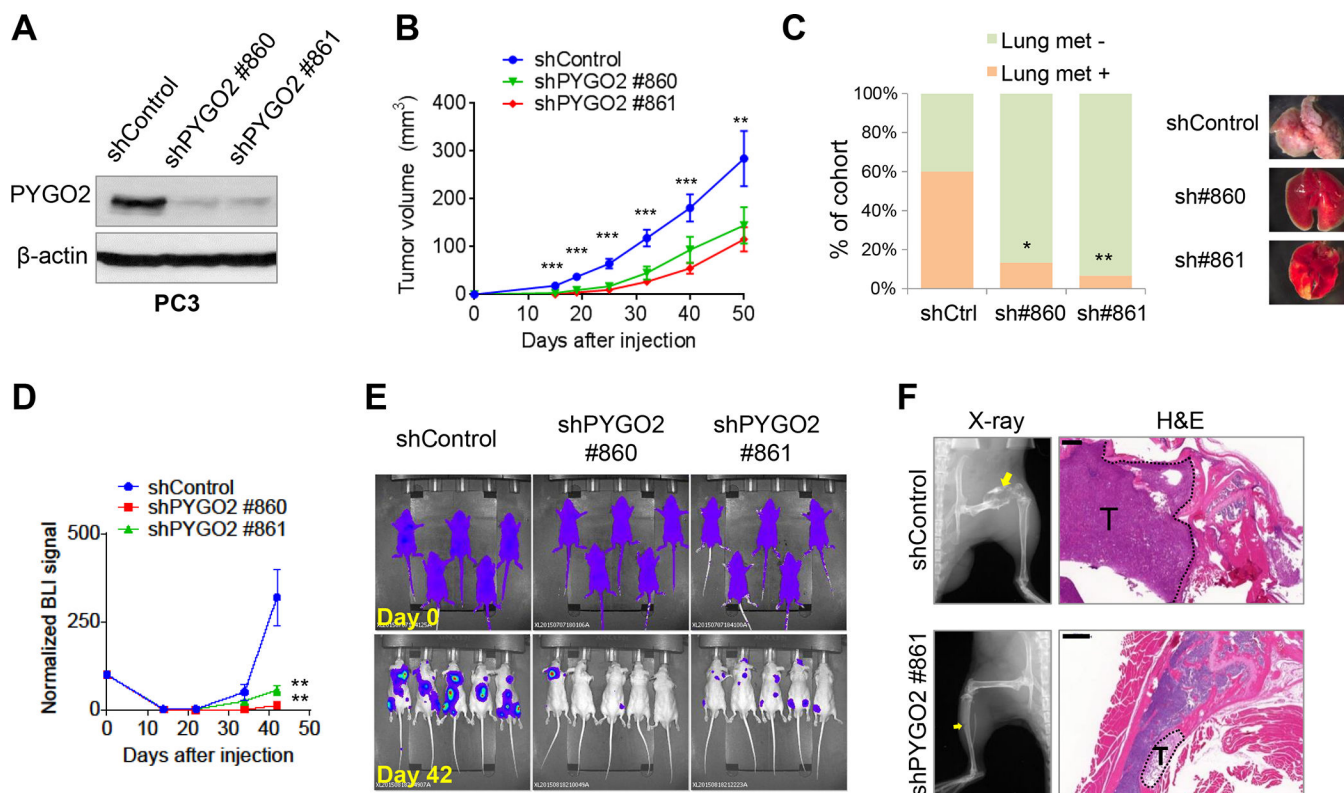 A
shControl
shPYGO2 #860
shPYGO2 #861
PYGO2
β-actin
PC3
B
shControl
shPYGO2 #860
shPYGO2 #861
Tumor volume (mm³)
400
300
200
100
0
**
***
***
***
***
***
0 10 20 30 40 50
Days after injection
C
Lung met -
Lung met +
% of cohort
100%
80%
60%
40%
20%
0%
*
**
shCtrl sh#860 sh#861
shControl
sh#860
sh#861
D
shControl
shPYGO2 #860
shPYGO2 #861
Normalized BLI signal
500
250
0
**
**
0 10 20 30 40 50
Days after injection
E
shControl
shPYGO2
#860
shPYGO2
#861
Day 0
XL20150707180106A
XL20150707184100A
Day 42
XL20150818210049A
XL20150818212223A
F
X-ray
H&E
shControl
T
shPYGO2 #861
T